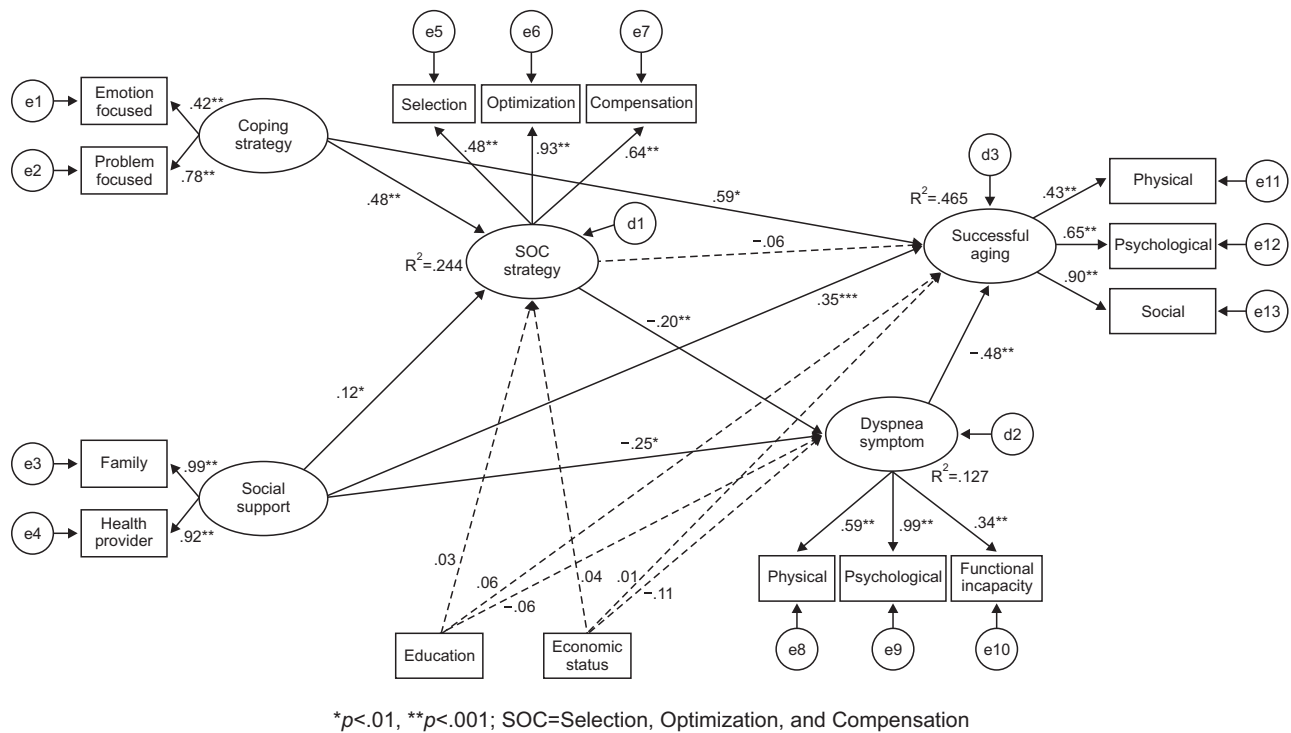 e5
e6
e7
e1
Emotion
focused
.42**
Coping
strategy
Selection
Optimization
Compensation
e2
Problem
focused
.78**
.48**
.93**
.64**
d3
.48**
.59*
R²=.465
.43**
Physical
e11
d1
SOC
strategy
R²=.244
−.06
Successful
aging
.65**
Psychological
e12
.90**
Social
e13
.35***
−.20**
−.48**
.12*
Dyspnea
symptom
d2
−.25*
R²=.127
e3
Family
.99**
Social
support
e4
Health
provider
.92**
.59**
.99**
.34**
.03
.06
−.06
.04
.01
−.11
Physical
Psychological
Functional
incapacity
Education
Economic
status
e8
e9
e10
*p<.01, **p<.001; SOC=Selection, Optimization, and Compensation